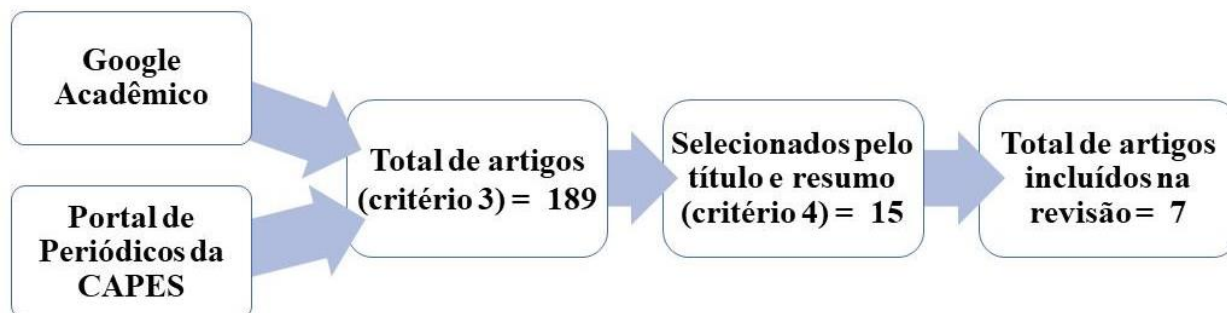 Google
Acadêmico
Portal de
Periódicos da
CAPES
Total de artigos
(critério 3) = 189
Selecionados pelo
título e resumo
(critério 4) = 15
Total de artigos
incluídos na
revisão = 7